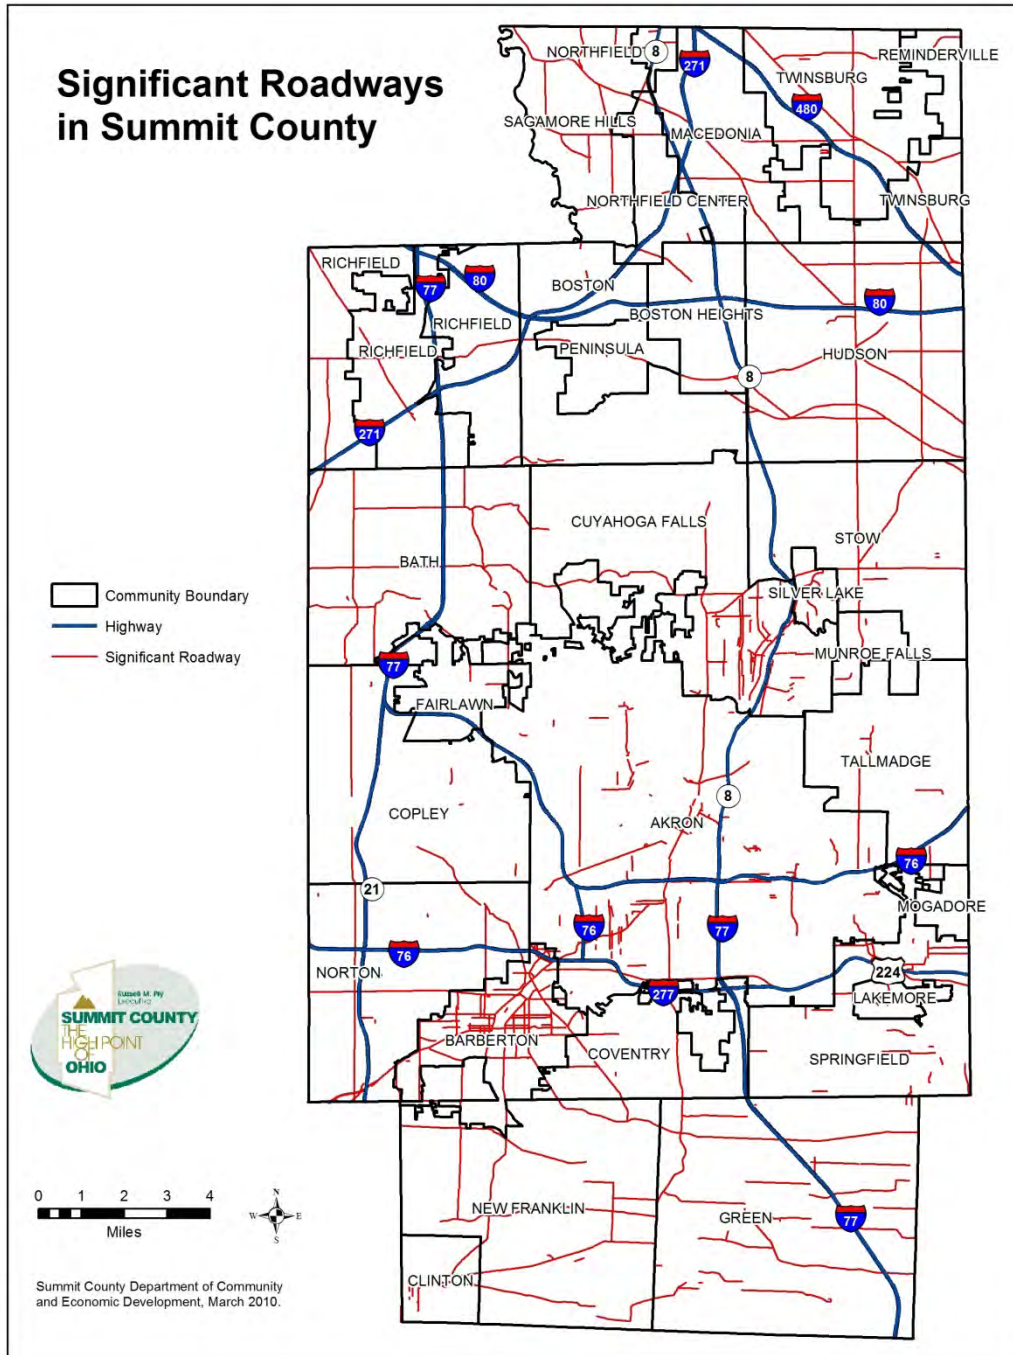 Significant Roadways
in Summit County
NORTHFIELD
8
271
REMINDERVILLE
TWINSBURG
480
SAGAMORE HILLS
MACEDONIA
NORTHFIELD CENTER
TWINSBURG
RICHFIELD
77
80
BOSTON
80
RICHFIELD
BOSTON HEIGHTS
RICHFIELD
PENINSULA
HUDSON
8
271
CUYAHOGA FALLS
STOW
BATH
SILVER LAKE
Community Boundary
Highway
Significant Roadway
MUNROE FALLS
77
FAIRLAWN
TALLMADGE
8
COPLEY
AKRON
76
21
MOGADORE
76
77
76
NORTON
224
277
LAKEMORE
Russell M. Pry
Executive
SUMMIT COUNTY
THE
HIGH POINT
OF
OHIO
BARBERTON
COVENTRY
SPRINGFIELD
0 1 2 3 4
Miles
N
W E
S
NEW FRANKLIN
GREEN
77
CLINTON
Summit County Department of Community
and Economic Development, March 2010.